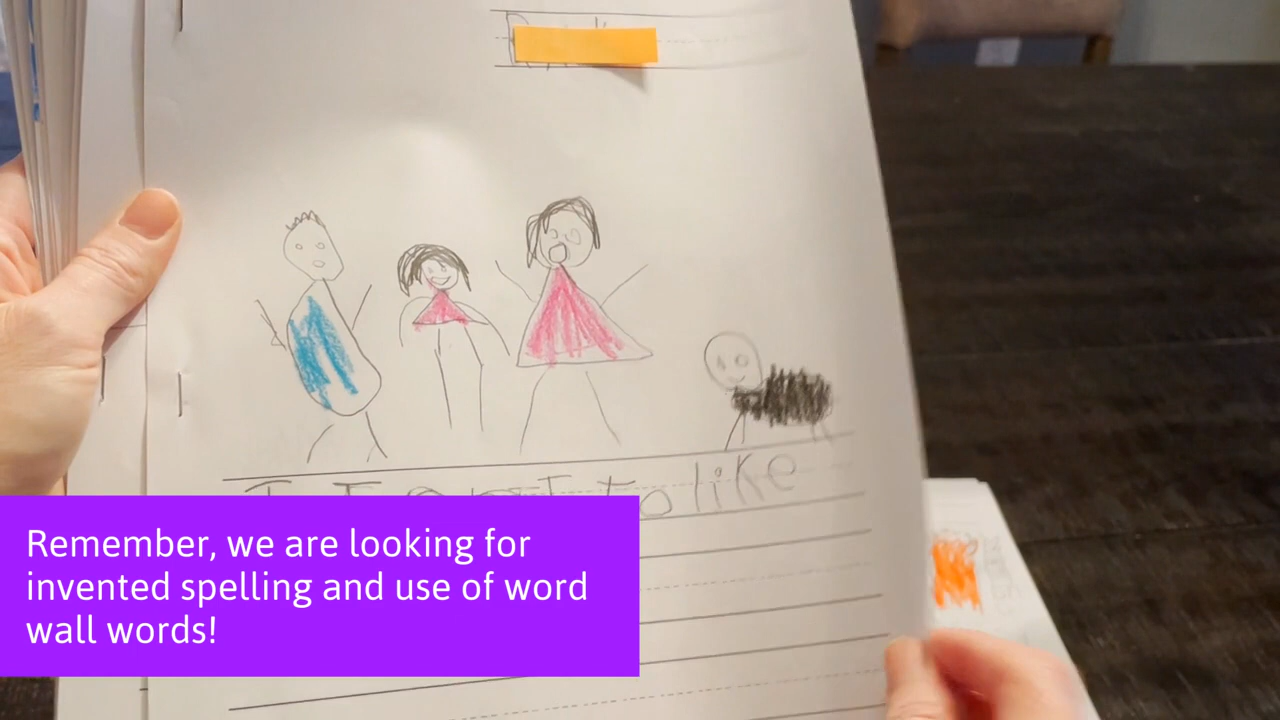 to like
Remember, we are looking for
invented spelling and use of word
wall words!